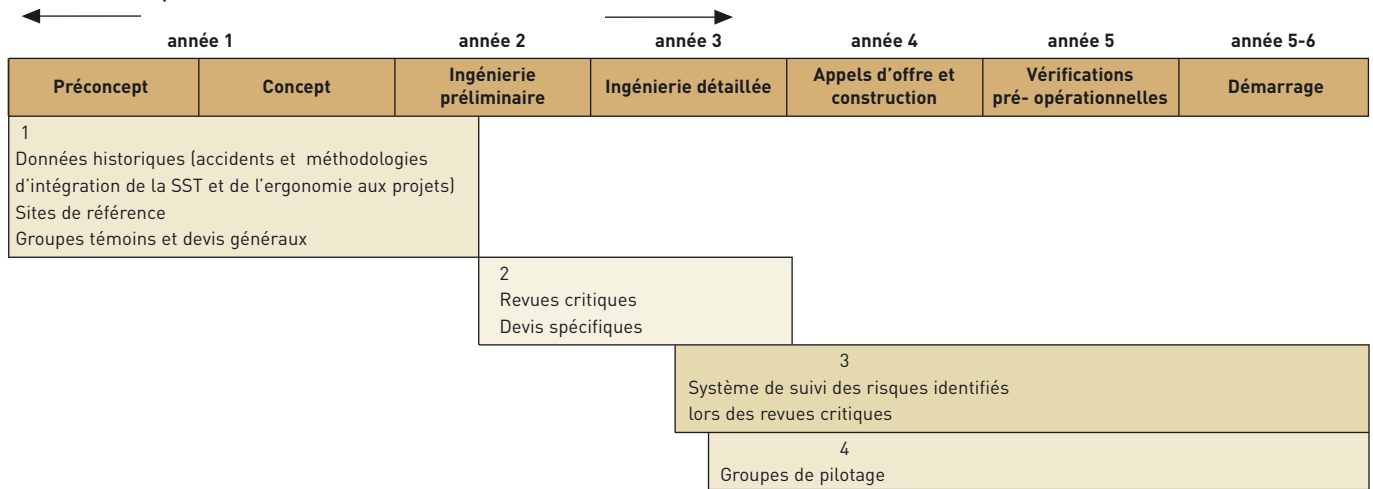 année 1 année 2 année 3 année 4 année 5 année 5-6
Préconcept Concept Ingénierie préliminaire Ingénierie détaillée Appels d'offre et construction Vérifications pré- opérationnelles Démarrage
1
Données historiques (accidents et méthodologies
d'intégration de la SST et de l'ergonomie aux projets)
Sites de référence
Groupes témoins et devis généraux
2
Revues critiques
Devis spécifiques
3
Système de suivi des risques identifiés
lors des revues critiques
4
Groupes de pilotage